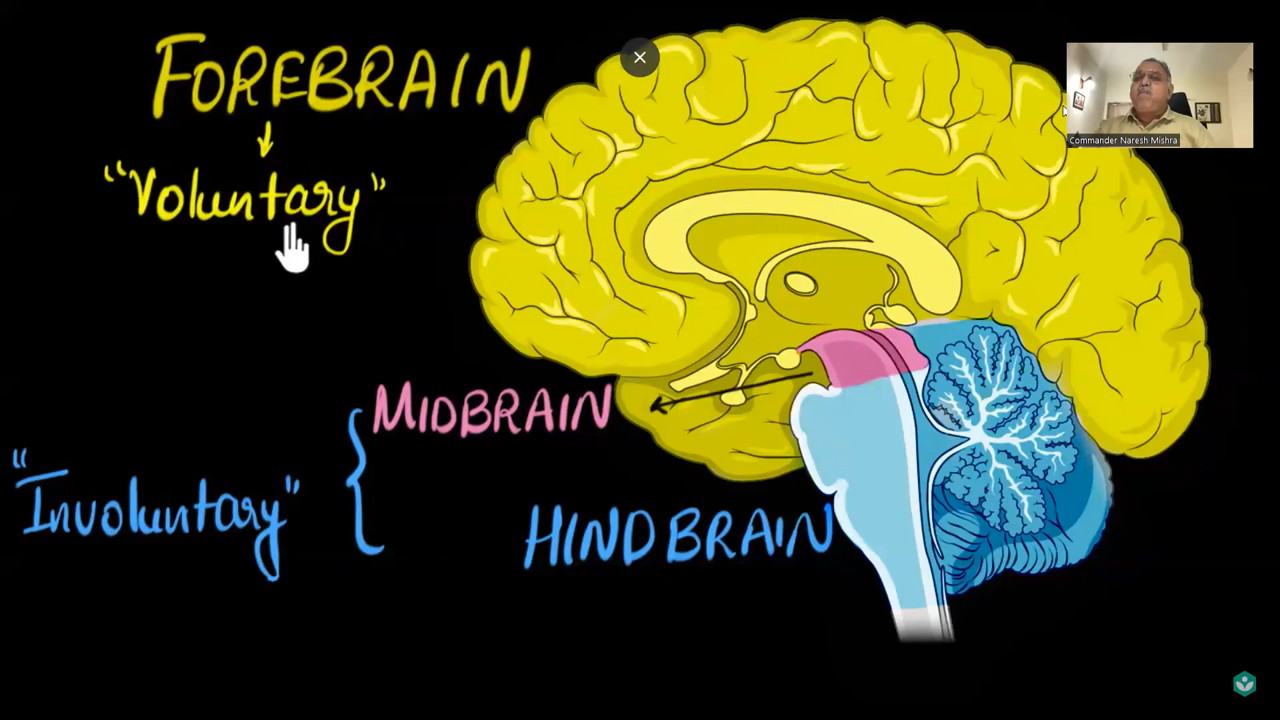 FOREBRAIN
"Voluntary"
Commander Naresh Mishra
MIDBRAIN
"Involuntary"
HINDBRAIN